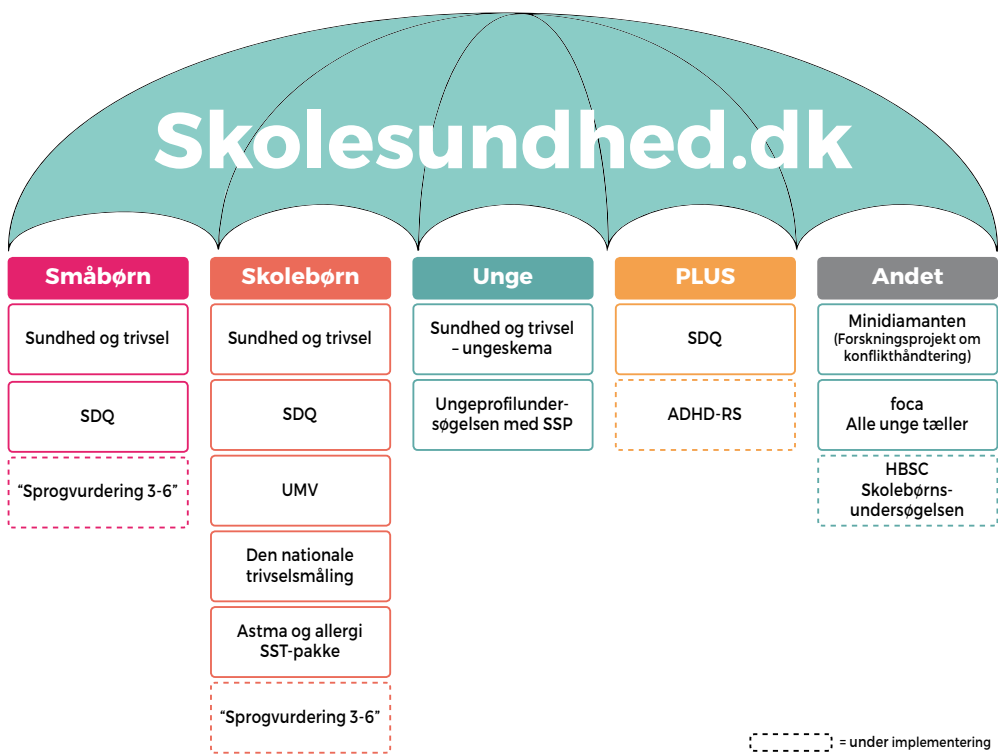 Skolesundhed.dk
Småbørn
Sundhed og trivsel
SDQ
“Sprogvurdering 3-6”
Skolebørn
Sundhed og trivsel
SDQ
UMV
Den nationale
trivselsmåling
Astma og allergi
SST-pakke
“Sprogvurdering 3-6”
Unge
Sundhed og trivsel
– ungeskema
Ungeprofilunder-
søgelsen med SSP
PLUS
SDQ
ADHD-RS
Andet
Minidiamanten
(Forskningsprojekt om
konflikthåndtering)
foca
Alle unge tæller
HBSC
Skolebørns-
undersøgelsen
= under implementering